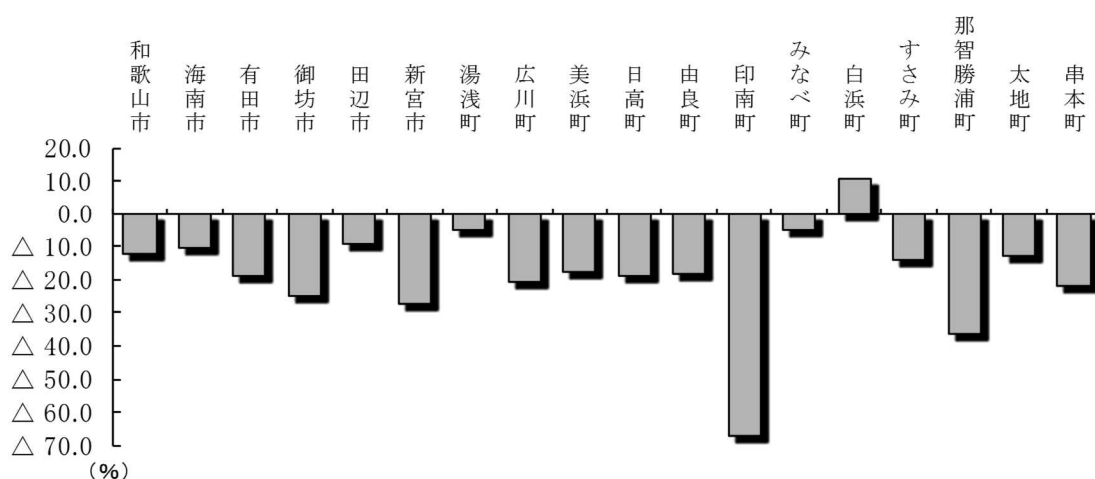 和歌山市
海南市
有田市
御坊市
田辺市
新宮市
湯浅町
広川町
美浜町
日高町
由良町
印南町
みなべ町
白浜町
すさみ町
那智勝浦町
太地町
串本町
20.0
10.0
0.0
△ 10.0
△ 20.0
△ 30.0
△ 40.0
△ 50.0
△ 60.0
△ 70.0
（%）